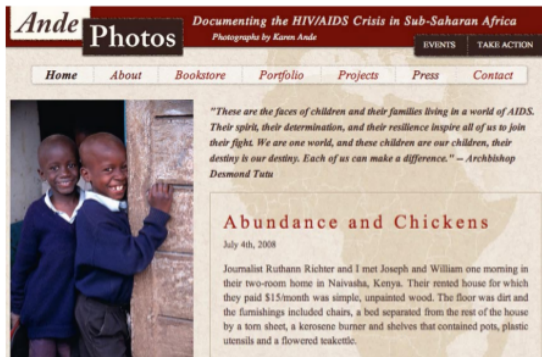 Ande Photos
Documenting the HIV/AIDS Crisis in Sub-Saharan Africa
Photographs by Karen Ande
EVENTS TAKE ACTION
Home About Bookstore Portfolio Projects Press Contact
"These are the faces of children and their families living in a world of AIDS.
Their spirit, their determination, and their resilience inspire all of us to join
their fight. We are one world, and these children are our children, their
destiny is our destiny. Each of us can make a difference." – Archbishop
Desmond Tutu
Abundance and Chickens
July 4th, 2008
Journalist Ruthann Richter and I met Joseph and William one morning in
their two-room home in Naivasha, Kenya. Their rented house for which
they paid $15/month was simple, unpainted wood. The floor was dirt and
the furnishings included chairs, a bed separated from the rest of the house
by a torn sheet, a kerosene burner and shelves that contained pots, plastic
utensils and a flowered teakettle.